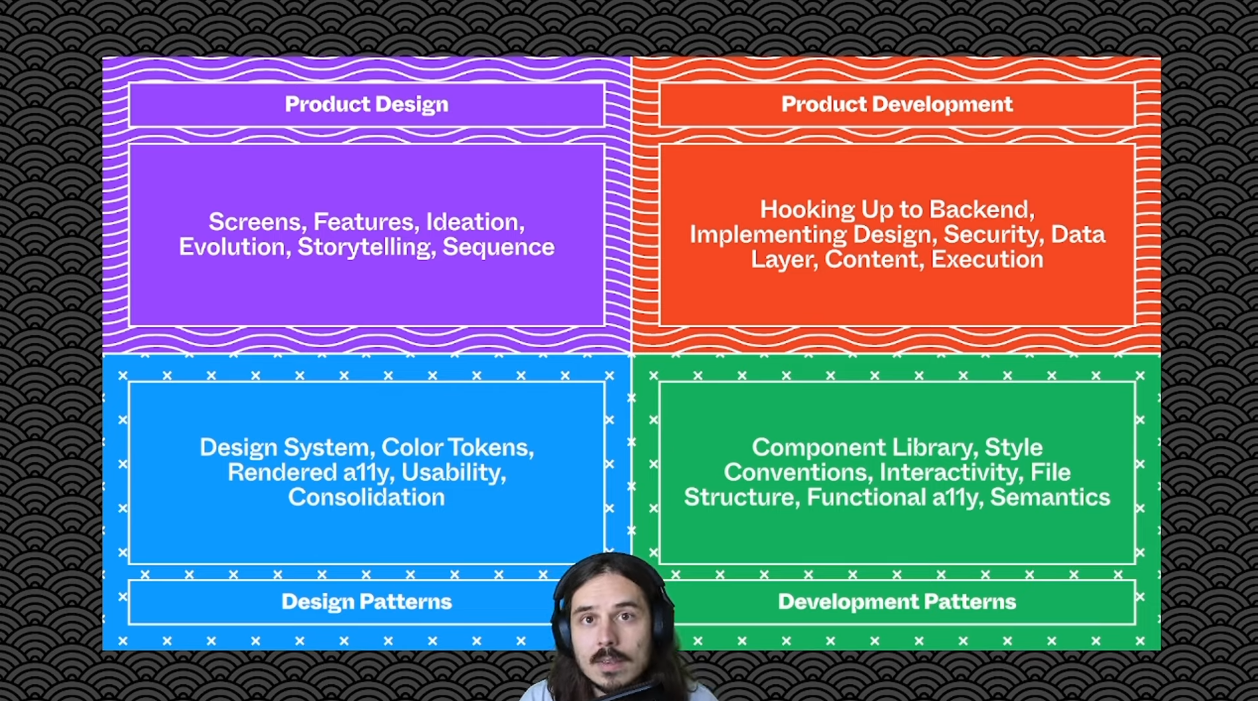 Product Design
Screens, Features, Ideation,
Evolution, Storytelling, Sequence
Product Development
Hooking Up to Backend,
Implementing Design, Security, Data
Layer, Content, Execution
Design System, Color Tokens,
Rendered a11y, Usability,
Consolidation
Design Patterns
Component Library, Style
Conventions, Interactivity, File
Structure, Functional a11y, Semantics
Development Patterns